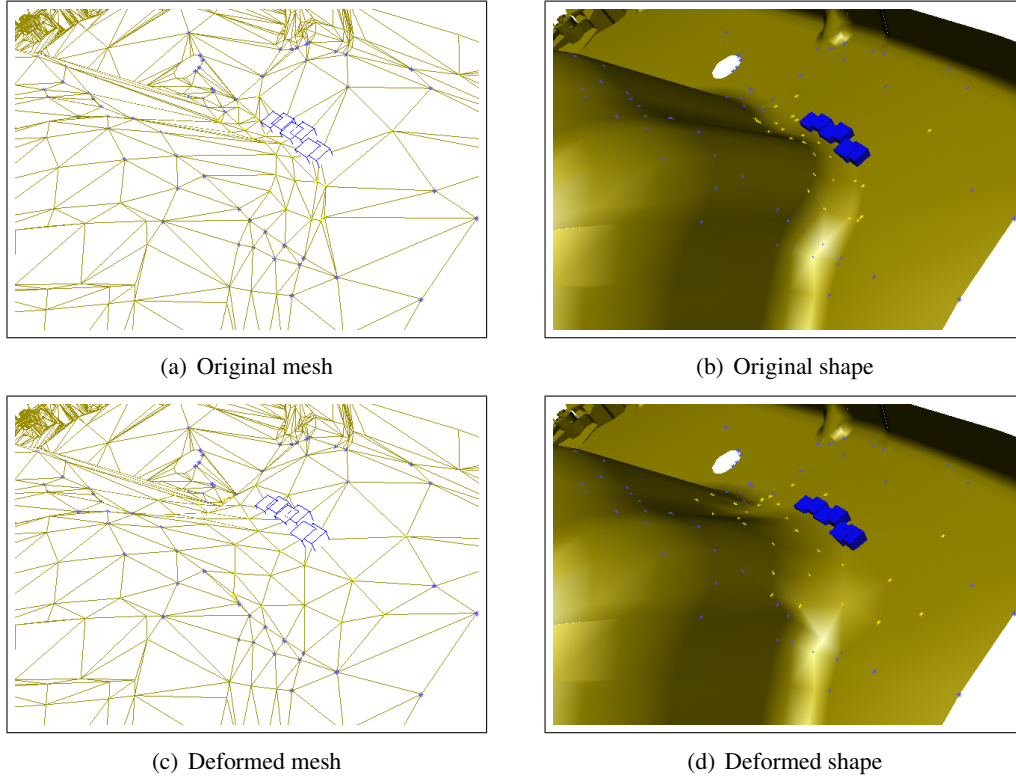 (a) Original mesh
(b) Original shape
(c) Deformed mesh
(d) Deformed shape